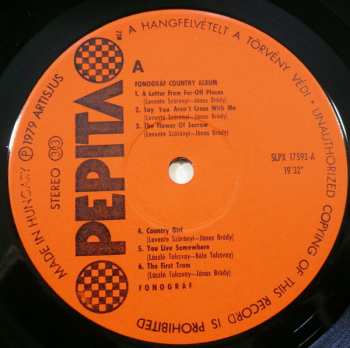 A HANGFELVÉTELT A TÖRVÉNY VÉDI • UNAUTHORIZED COPYING OF THIS RECORD IS PROHIBITED
MADE IN HUNGARY Ⓟ 1979 ARTISJUS
STEREO 33
PEPITA
A
FONOGRÁF COUNTRY ALBUM
1. A Letter From Far-Off Places
(Levente Szörényi-János Bródy)
2. Say You Aren't Cross With Me
(Levente Szörényi-János Bródy)
3. The Flower Of Sorrow
(Levente Szörényi-János Bródy)
SLPX 17593-A
19'32"
4. Country Girl
(Levente Szörényi-János Bródy)
5. You Live Somewhere
(László Tolcsvay-Béla Tolcsvay)
6. The First Tram
(László Tolcsvay-János Bródy)
FONOGRÁF